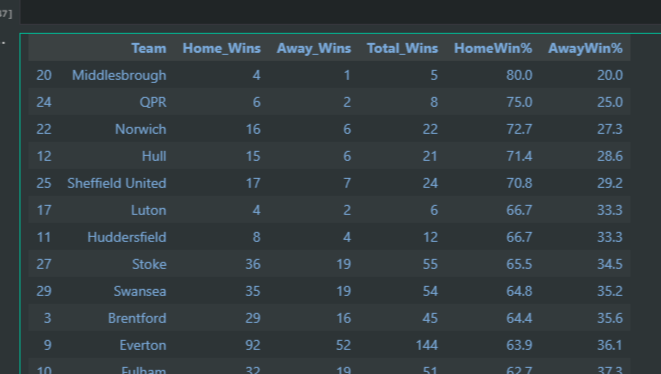 37]
Team Home_Wins Away_Wins Total_Wins HomeWin% AwayWin%
20 Middlesbrough 4 1 5 80.0 20.0
24 QPR 6 2 8 75.0 25.0
22 Norwich 16 6 22 72.7 27.3
12 Hull 15 6 21 71.4 28.6
25 Sheffield United 17 7 24 70.8 29.2
17 Luton 4 2 6 66.7 33.3
11 Huddersfield 8 4 12 66.7 33.3
27 Stoke 36 19 55 65.5 34.5
29 Swansea 35 19 54 64.8 35.2
3 Brentford 29 16 45 64.4 35.6
9 Everton 92 52 144 63.9 36.1
10 Fulham 32 19 51 62.7 37.3